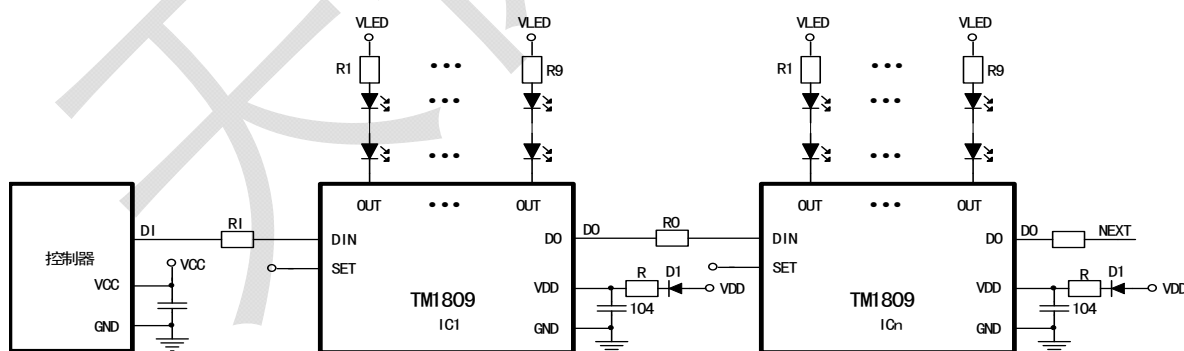 VLED VLED VLED VLED
R1 ••• R9 R1 ••• R9
••• •••
••• •••
OUT ••• OUT OUT ••• OUT
DI RI DIN DO DO RO DIN DO DO NEXT
控制器 VCC SET SET
VCC VDD R D1 VDD VDD R D1 VDD
TM1809 104 TM1809 104
GND IC1 GND ICn GND